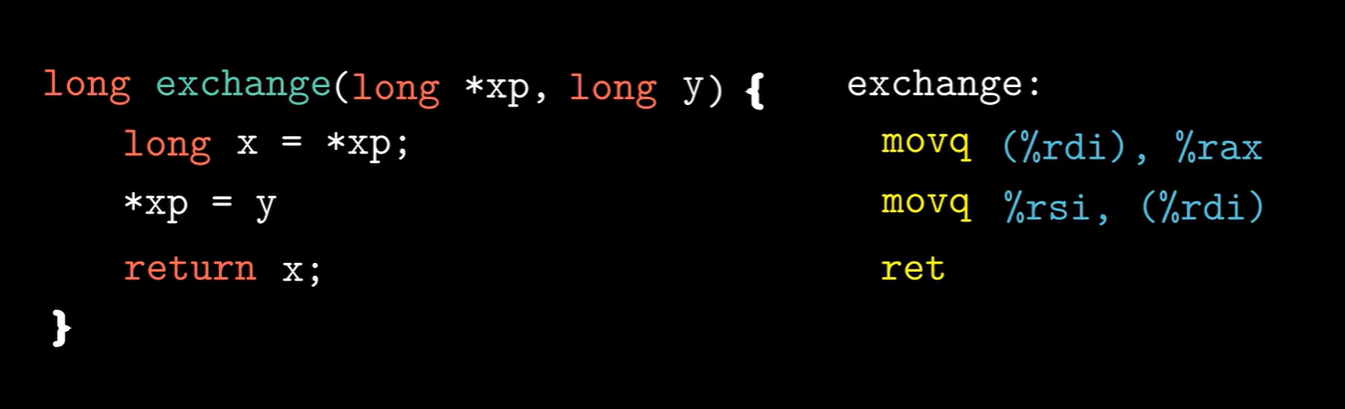 long exchange(long *xp, long y) {
long x = *xp;
*xp = y
return x;
}
exchange:
movq (%rdi), %rax
movq %rsi, (%rdi)
ret